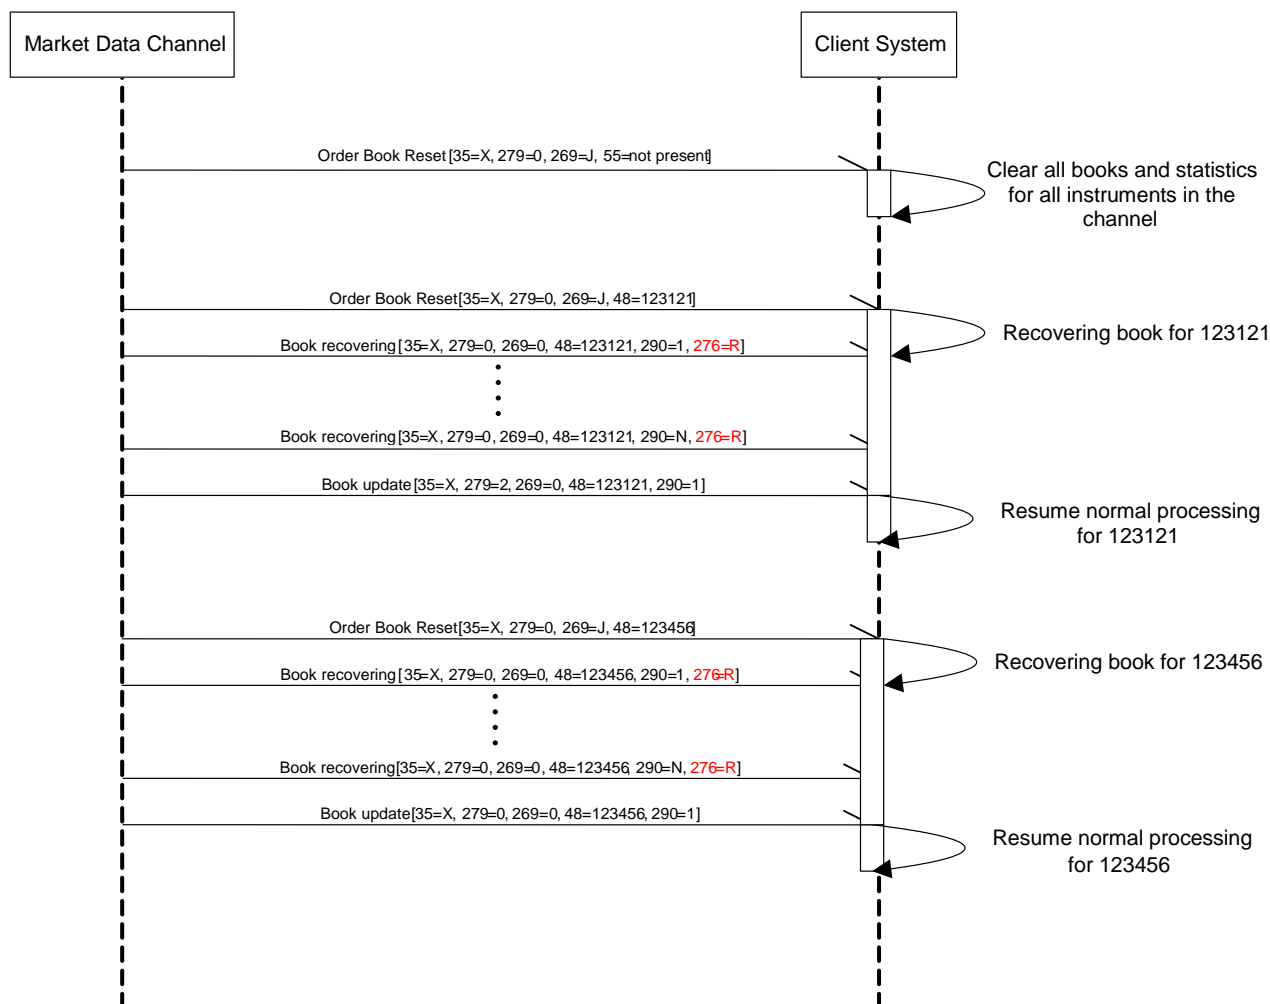 Market Data Channel
Client System
Order Book Reset[35=X, 279=0, 269=J, 55=not present]
Clear all books and statistics
for all instruments in the
channel
Order Book Reset[35=X, 279=0, 269=J, 48=123121]
Recovering book for 123121
Book recovering[35=X, 279=0, 269=0, 48=123121, 290=1, 276=R]
Book recovering[35=X, 279=0, 269=0, 48=123121, 290=N, 276=R]
Book update[35=X, 279=2, 269=0, 48=123121, 290=1]
Resume normal processing
for 123121
Order Book Reset[35=X, 279=0, 269=J, 48=123456]
Recovering book for 123456
Book recovering[35=X, 279=0, 269=0, 48=123456, 290=1, 276=R]
Book recovering[35=X, 279=0, 269=0, 48=123456, 290=N, 276=R]
Book update[35=X, 279=0, 269=0, 48=123456, 290=1]
Resume normal processing
for 123456